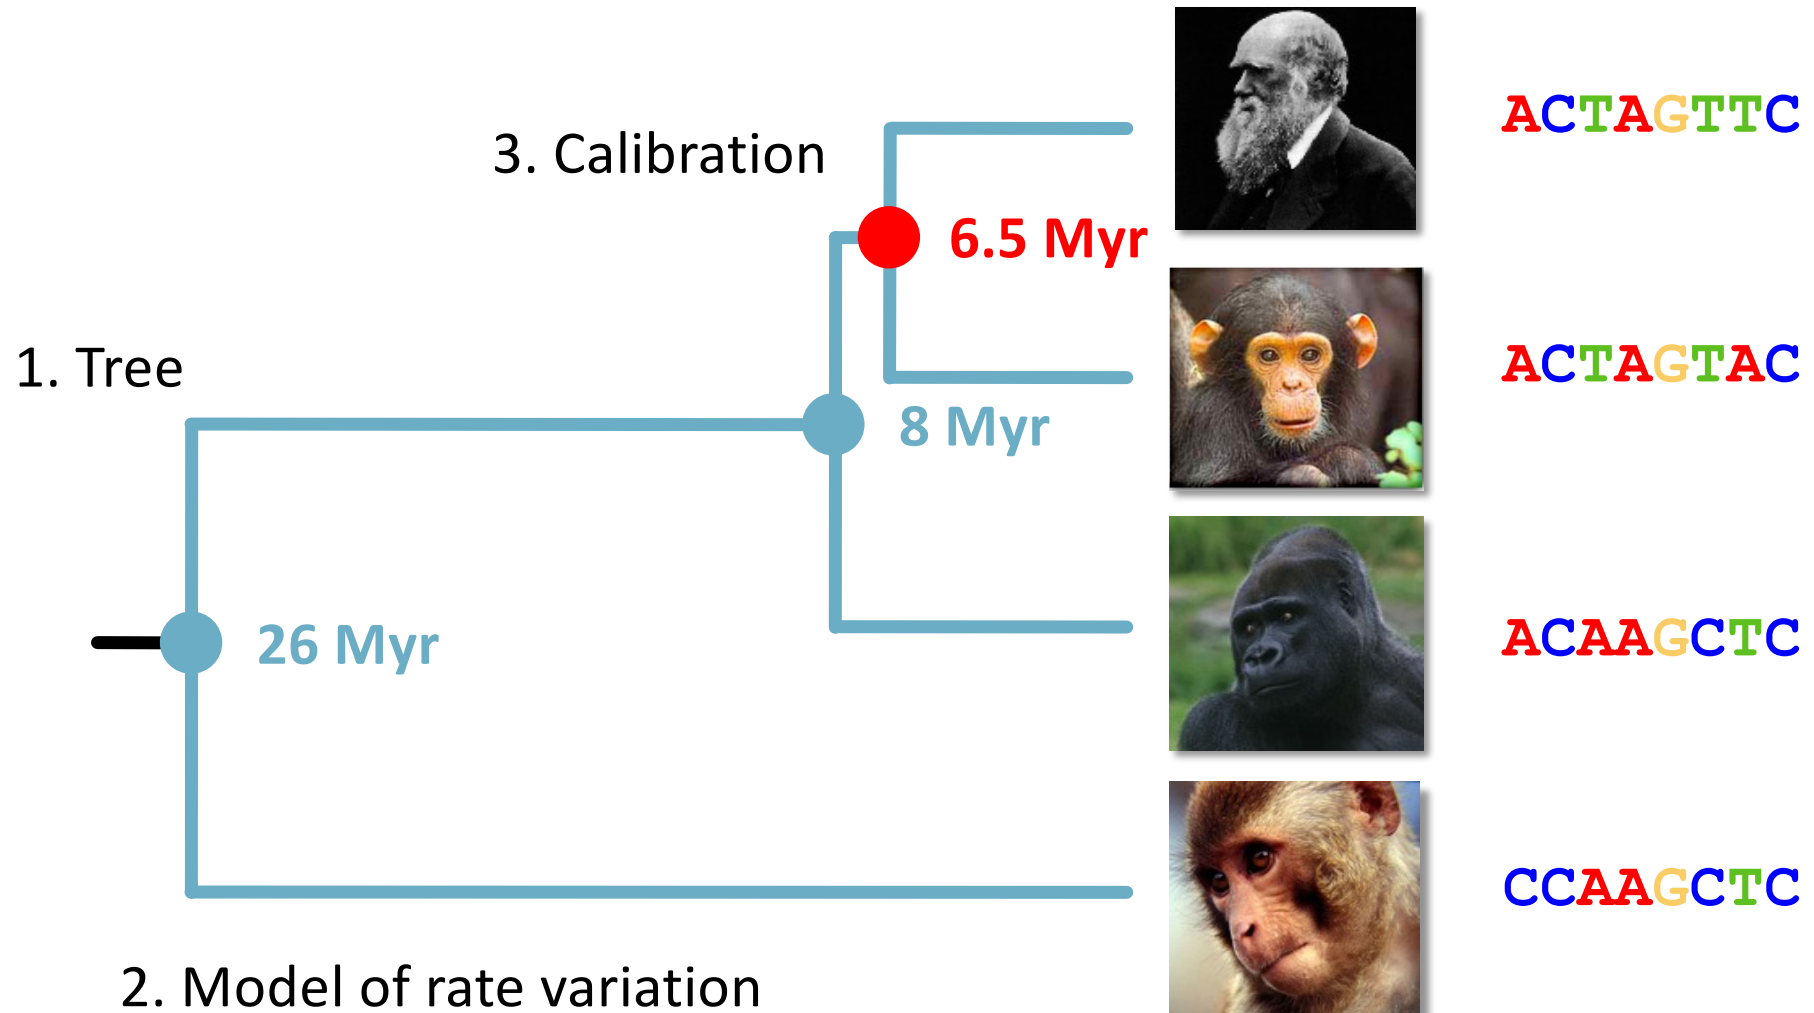 ACTAGTTC
3. Calibration
6.5 Myr
1. Tree
ACTAGTAC
8 Myr
26 Myr
ACAAGCTC
CCAAGCTC
2. Model of rate variation